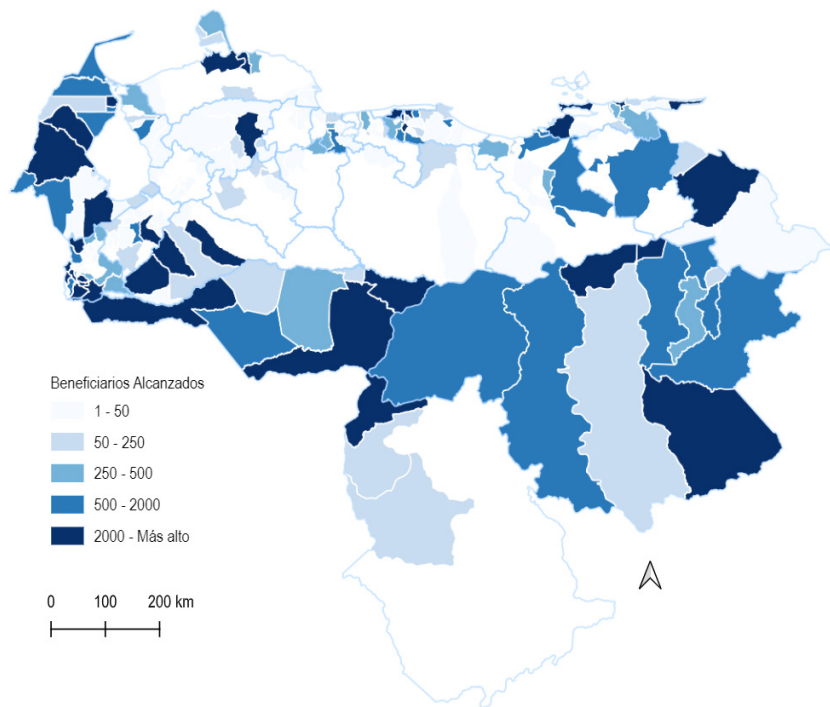 Beneficiarios Alcanzados
1 - 50
50 - 250
250 - 500
500 - 2000
2000 - Más alto
0 100 200 km